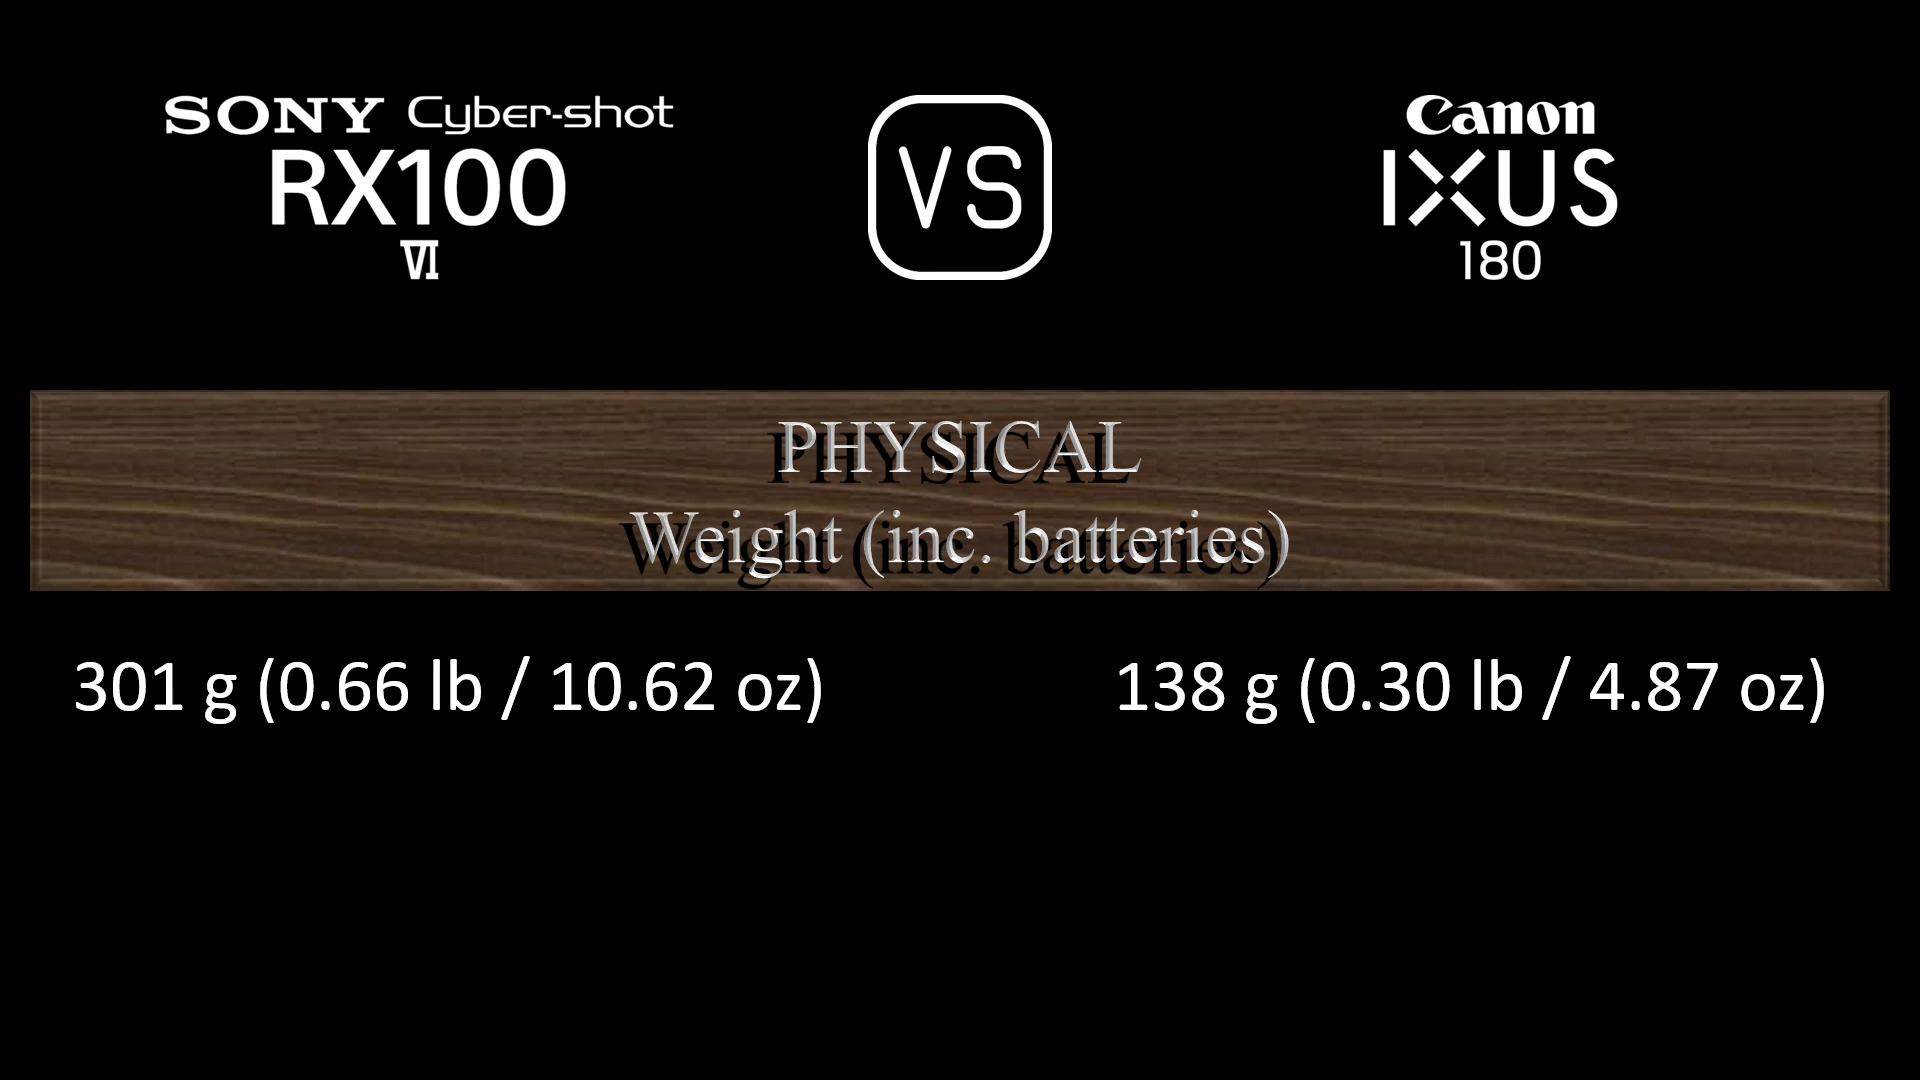 SONY Cyber-shot
RX100
VI
VS
Canon
IXUS
180
PHYSICAL
Weight (inc. batteries)
301 g (0.66 lb / 10.62 oz)
138 g (0.30 lb / 4.87 oz)